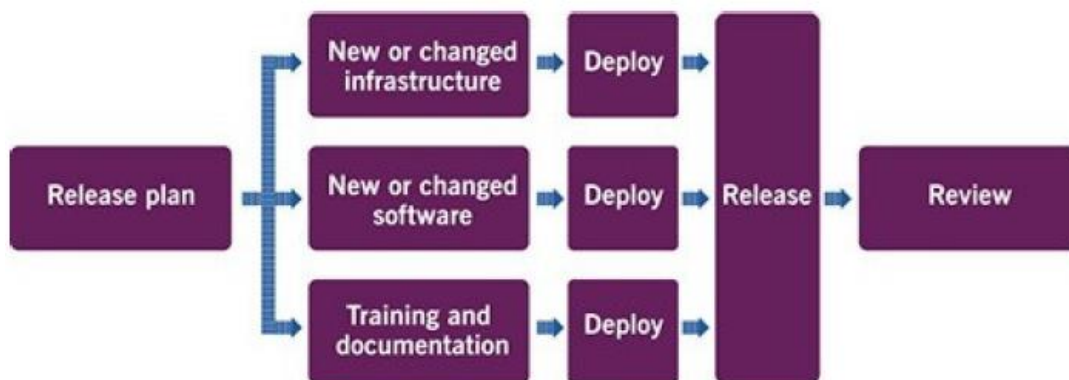 New or changed
infrastructure
Deploy
Release plan
New or changed
software
Deploy
Release
Review
Training and
documentation
Deploy